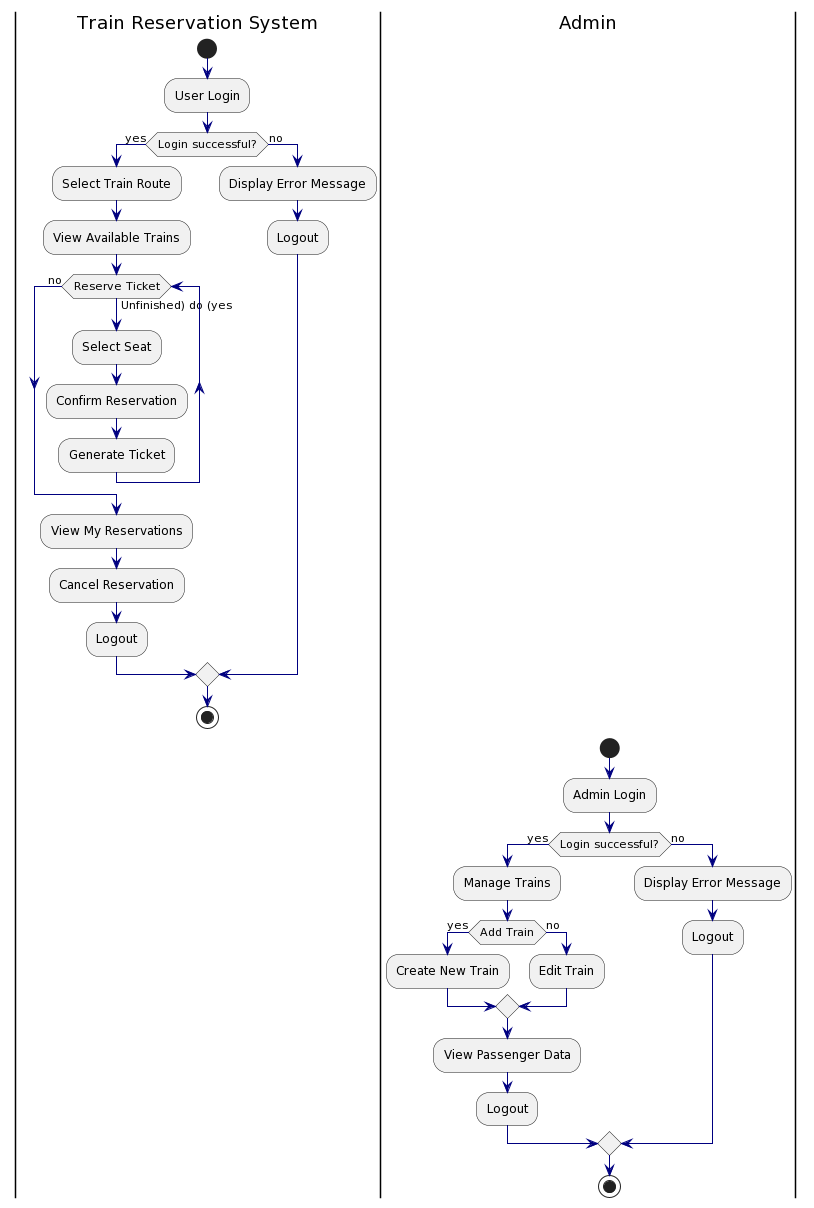 Train Reservation System
Admin
User Login
Login successful?
yes
no
Select Train Route
Display Error Message
View Available Trains
Logout
Reserve Ticket
no
Unfinished) do (yes
Select Seat
Confirm Reservation
Generate Ticket
View My Reservations
Cancel Reservation
Logout
Admin Login
Login successful?
yes
no
Manage Trains
Display Error Message
Add Train
yes
no
Logout
Create New Train
Edit Train
View Passenger Data
Logout